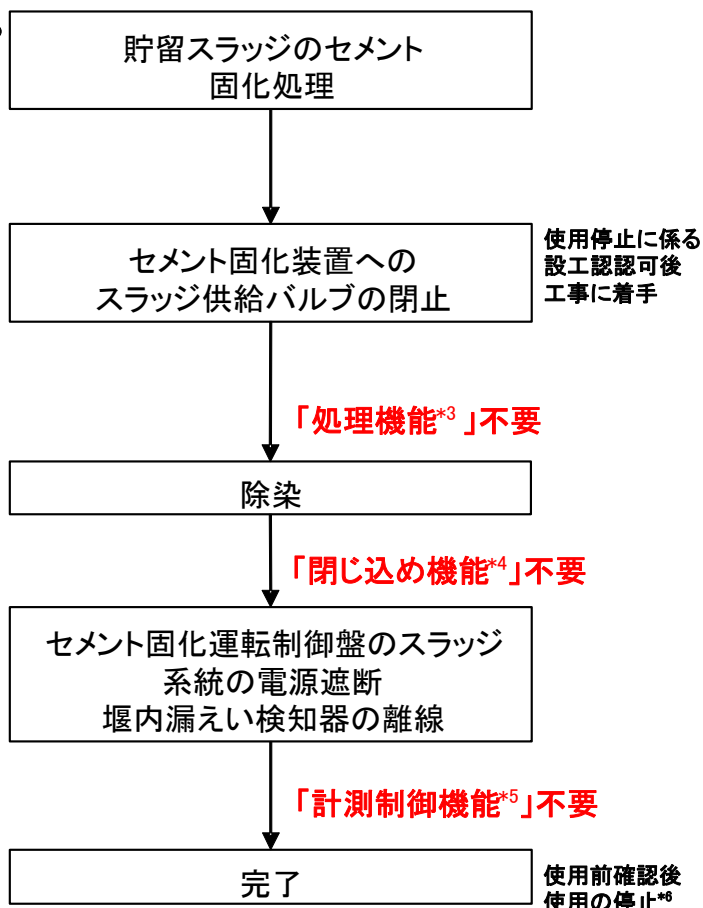 貯留スラッジのセメント
固化処理
セメント固化装置への
スラッジ供給バルブの閉止
使用停止に係る
設工認認可後
工事に着手
「処理機能*3」不要
除染
「閉じ込め機能*4」不要
セメント固化運転制御盤のスラッジ
系統の電源遮断
堰内漏えい検知器の離線
「計測制御機能*5」不要
完了
使用前確認後
使用の停止*6